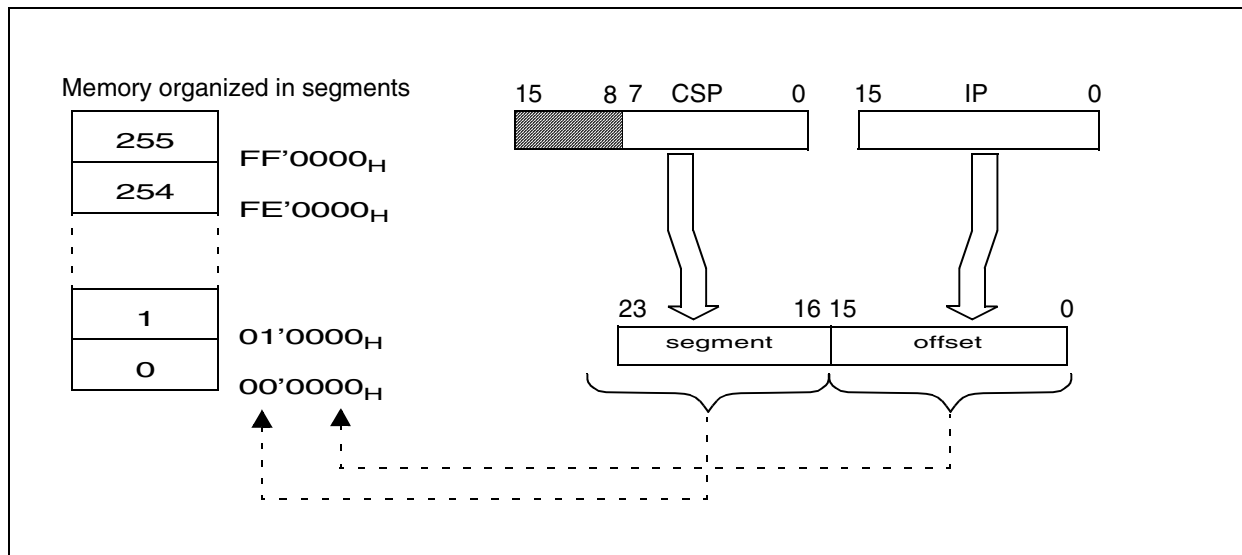 Memory organized in segments
255
FF'0000H
254
FE'0000H
1
01'0000H
0
00'0000H
15 8 7 CSP 0
15 IP 0
23 16 15 0
segment offset